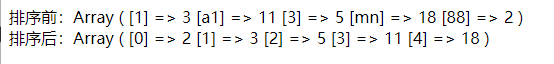 排序前：Array ( [1] => 3 [a1] => 11 [3] => 5 [mn] => 18 [88] => 2 )
排序后：Array ( [0] => 2 [1] => 3 [2] => 5 [3] => 11 [4] => 18 )